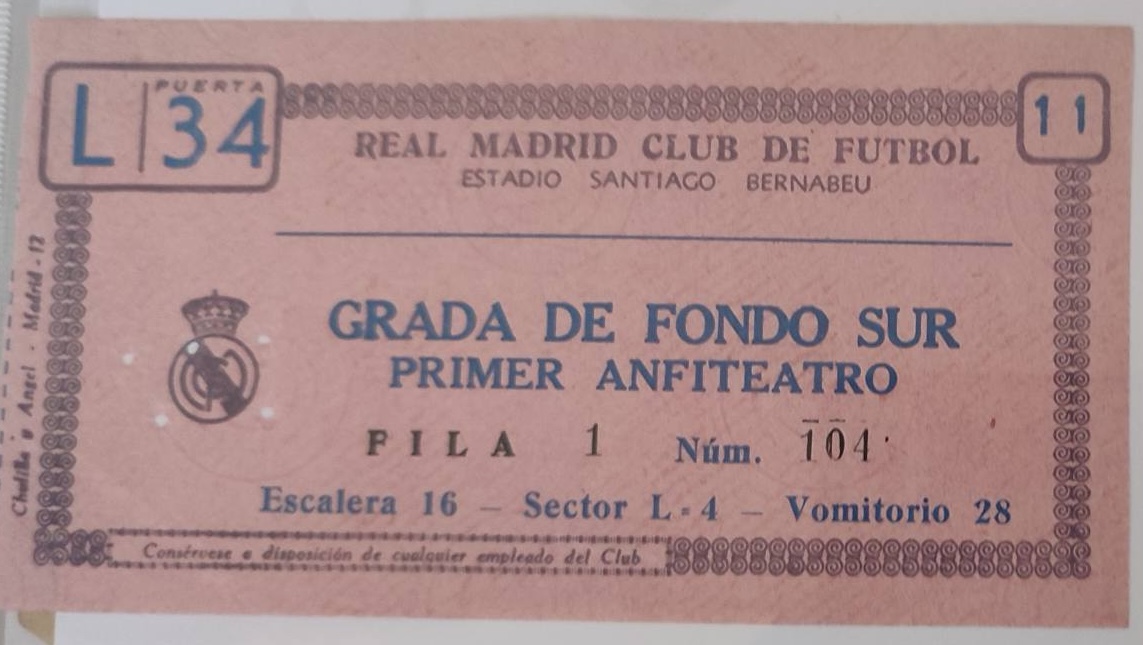 PUERTA
L 34
11
REAL MADRID CLUB DE FUTBOL
ESTADIO SANTIAGO BERNABEU
GRADA DE FONDO SUR
PRIMER ANFITEATRO
FILA 1 Núm. 104
Escalera 16 – Sector L-4 – Vomitorio 28
Consérvese a disposición de cualquier empleado del Club
Angel - Madrid - 12